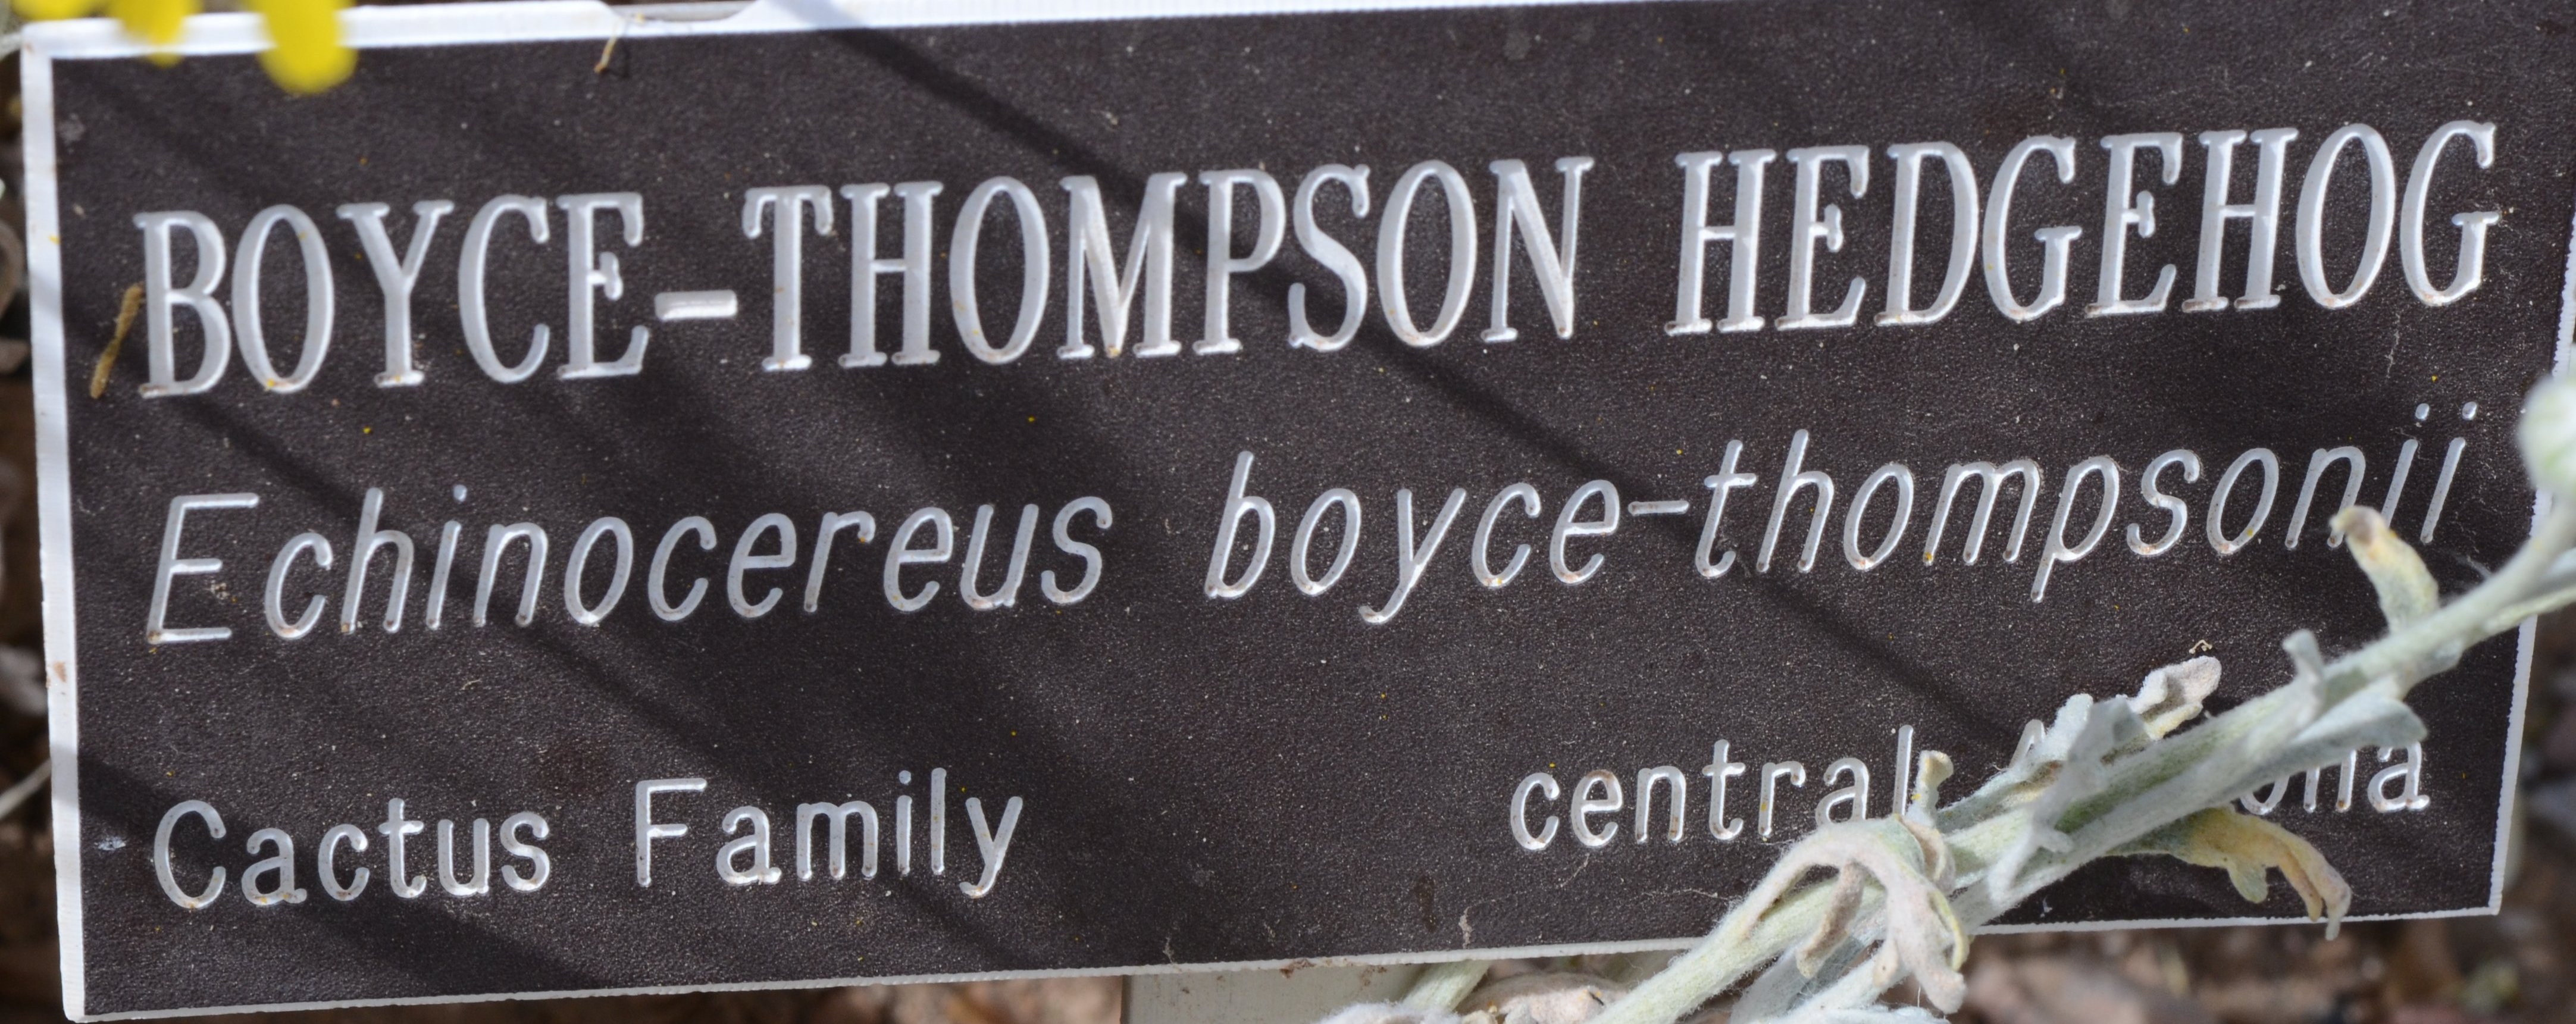 BOYCE-THOMPSON HEDGEHOG
Echinocereus boyce-thompsonii
Cactus Family
central